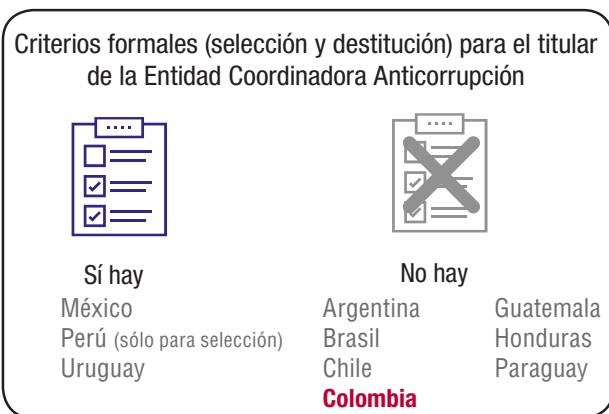 Criterios formales (selección y destitución) para el titular
de la Entidad Coordinadora Anticorrupción
Sí hay
México
Perú (sólo para selección)
Uruguay
No hay
Argentina
Brasil
Chile
Colombia
Guatemala
Honduras
Paraguay